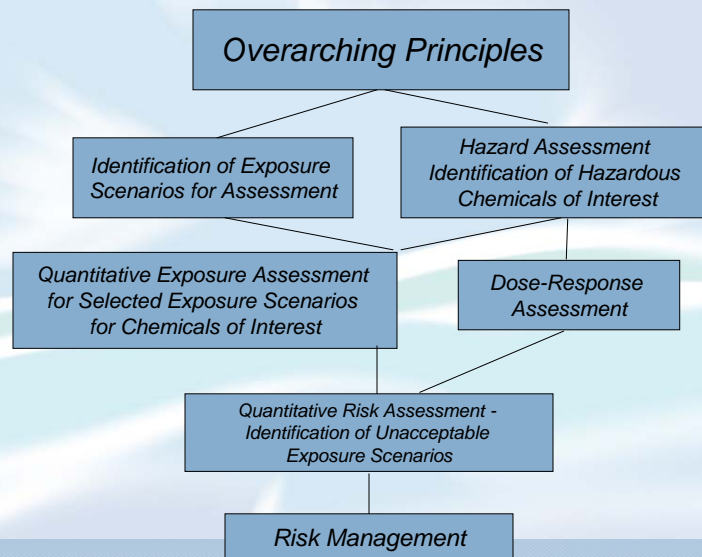 Overarching Principles
Identification of Exposure
Scenarios for Assessment
Hazard Assessment
Identification of Hazardous
Chemicals of Interest
Quantitative Exposure Assessment
for Selected Exposure Scenarios
for Chemicals of Interest
Dose-Response
Assessment
Quantitative Risk Assessment -
Identification of Unacceptable
Exposure Scenarios
Risk Management